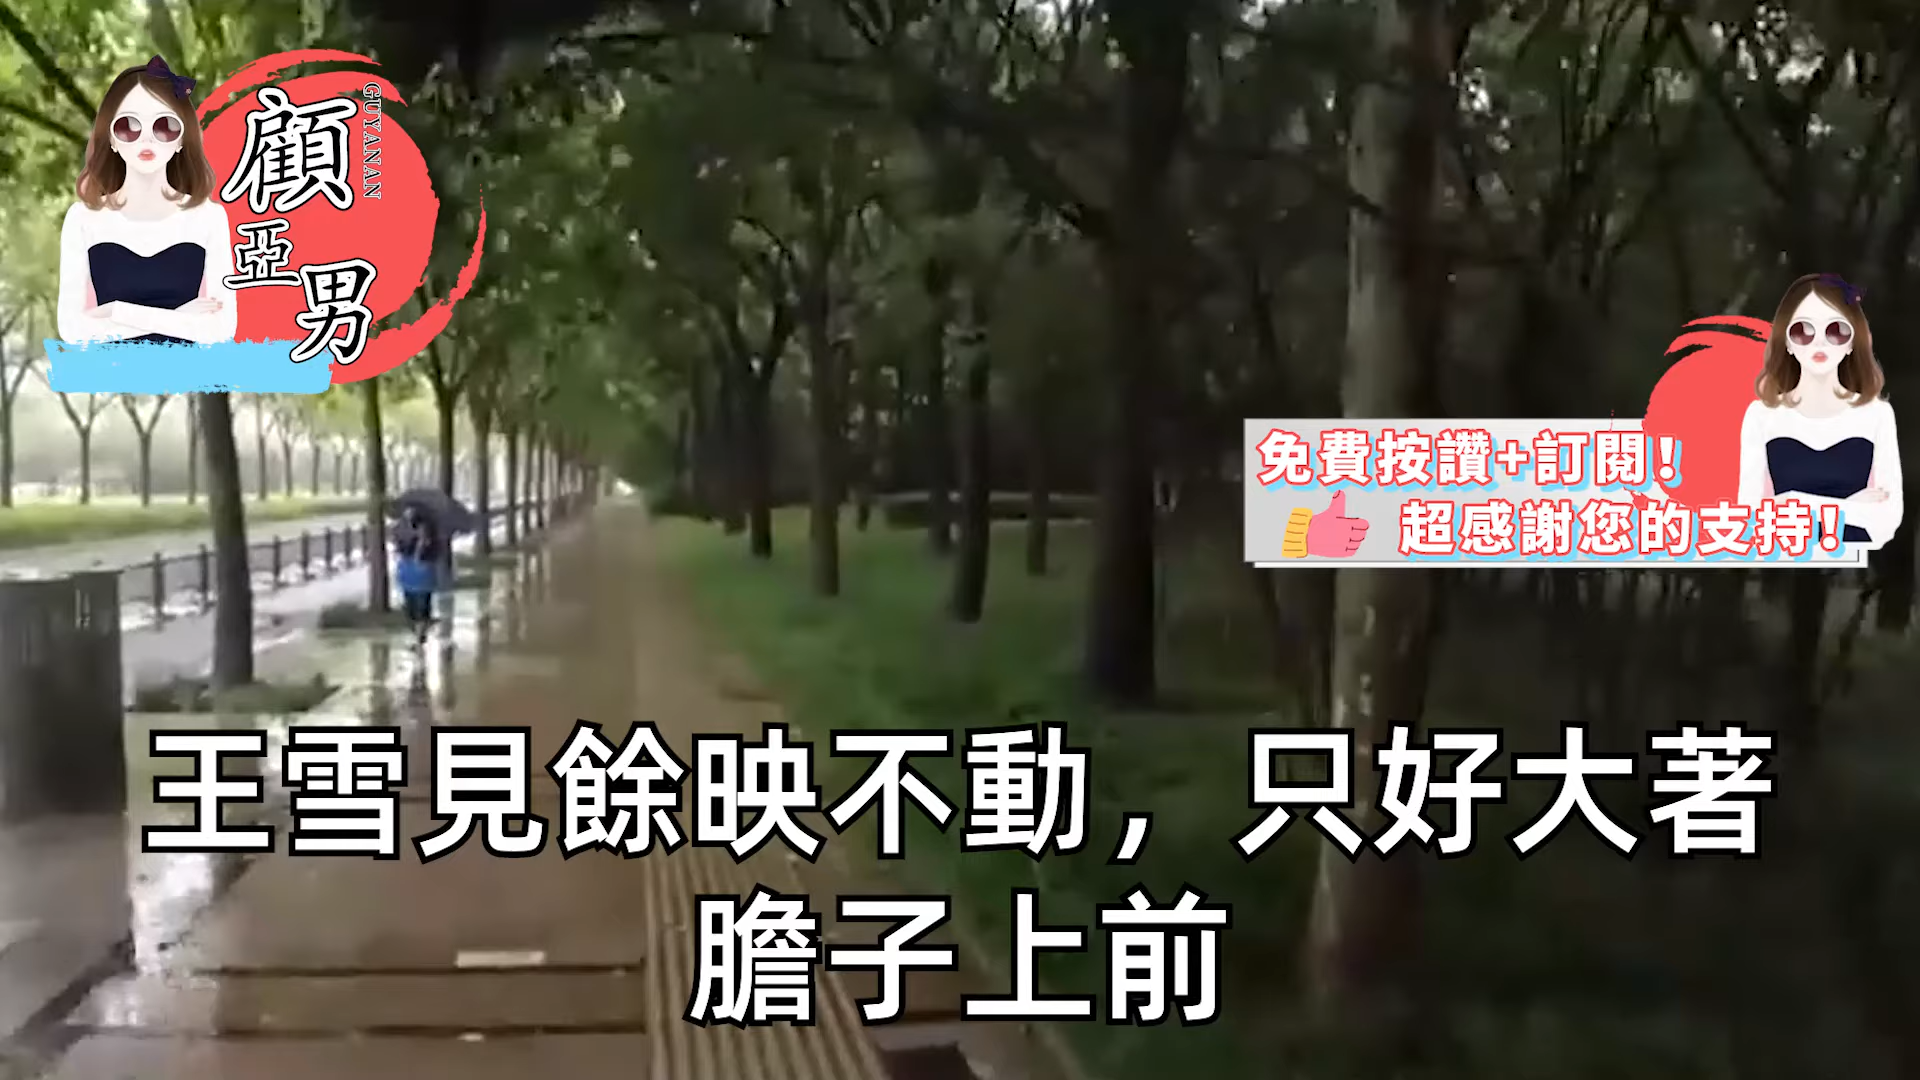 顧亞男
GUYANAN
免費按讚+訂閱！
超感謝您的支持！
王雪見餘映不動，只好大著
膽子上前